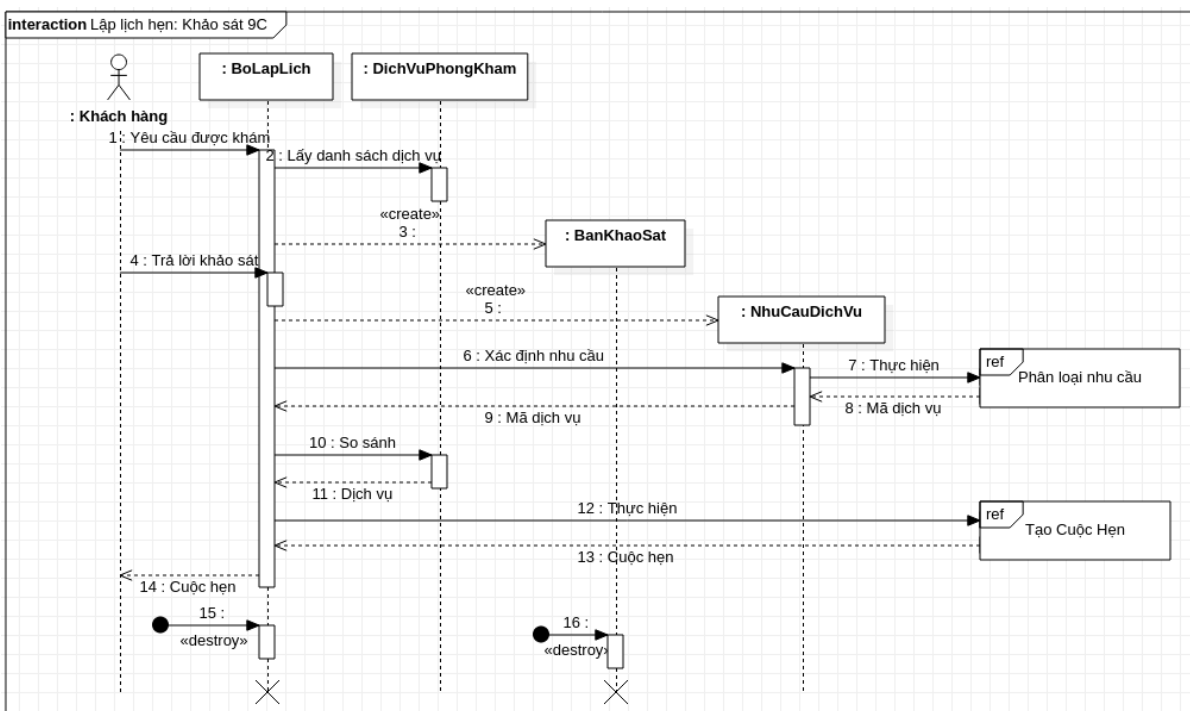 interaction Lập lịch hẹn: Khảo sát 9C
: Khách hàng
: BoLapLich
: DichVuPhongKham
1 : Yêu cầu được khám
2 : Lấy danh sách dịch vụ
«create»
3 :
: BanKhaoSat
4 : Trả lời khảo sát
«create»
5 :
: NhuCauDichVu
6 : Xác định nhu cầu
7 : Thực hiện
ref
Phân loại nhu cầu
8 : Mã dịch vụ
9 : Mã dịch vụ
10 : So sánh
11 : Dịch vụ
12 : Thực hiện
ref
Tạo Cuộc Hẹn
13 : Cuộc hẹn
14 : Cuộc hẹn
15 :
«destroy»
16 :
«destroy»